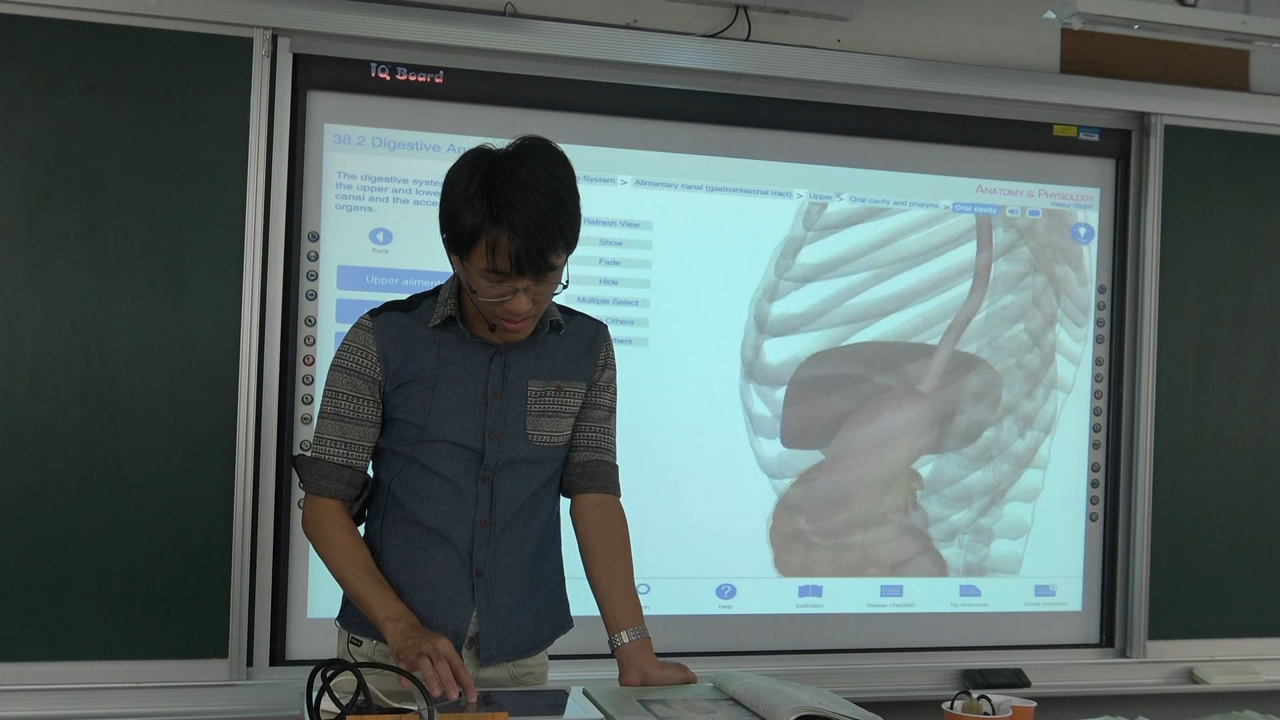 IQ Board
38.2 Digestive An
System > Alimentary canal (gastrointestinal tract) > Upper > Oral cavity and pharynx > Oral cavity
ANATOMY & PHYSIOLOGY
The digestive syste
the upper and lowe
canal and the acce
organs.
Back
Upper aliment
Refresh View
Show
Fade
Hide
Multiple Select
Others
hers
Help
Definition